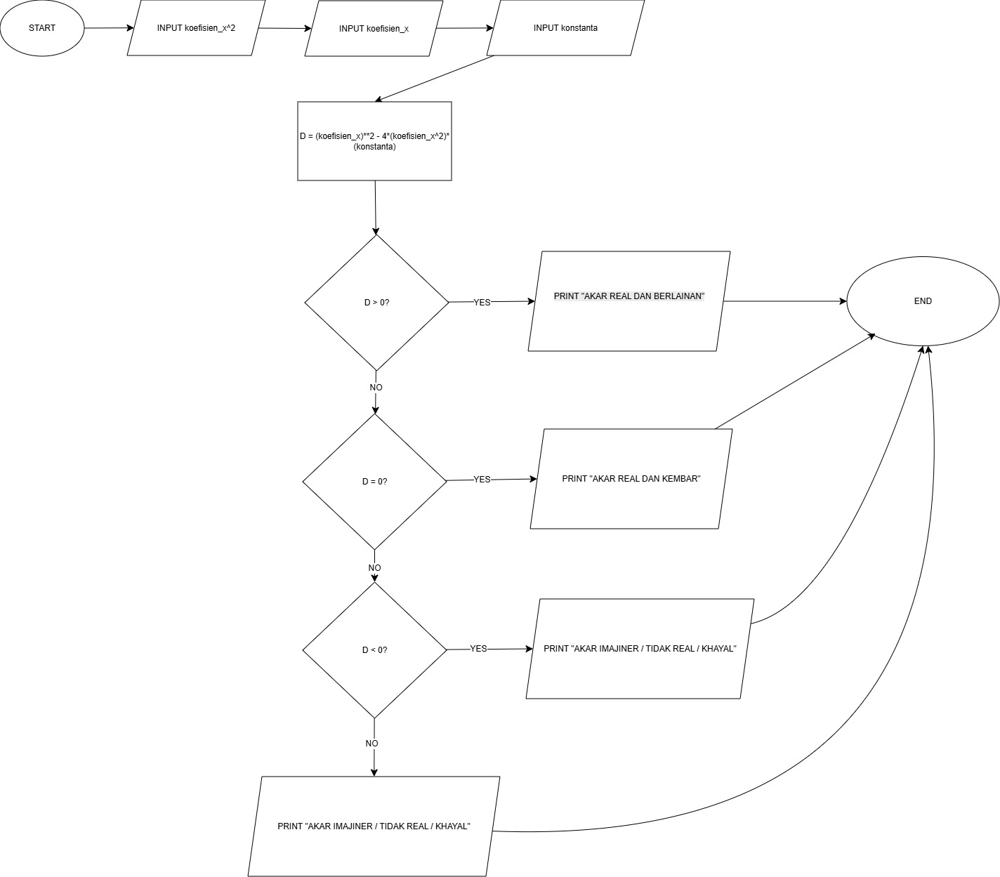 START
INPUT koefisien_x^2
INPUT koefisien_x
INPUT konstanta
D = (koefisien_x)**2 - 4*(koefisien_x^2)*
(konstanta)
D > 0?
YES
PRINT "AKAR REAL DAN BERLAINAN"
END
NO
D = 0?
YES
PRINT "AKAR REAL DAN KEMBAR"
NO
D < 0?
YES
PRINT "AKAR IMAJINER / TIDAK REAL / KHAYAL"
NO
PRINT "AKAR IMAJINER / TIDAK REAL / KHAYAL"